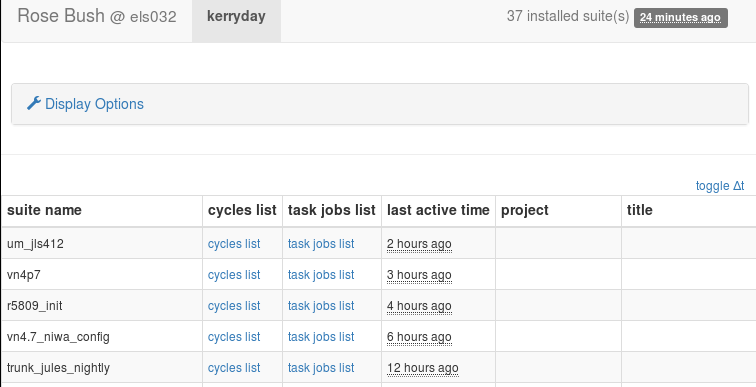 Rose Bush @ els032 kerryday 37 installed suite(s) 24 minutes ago
Display Options
toggle Δt
suite name cycles list task jobs list last active time project title
um_jls412 cycles list task jobs list 2 hours ago
vn4p7 cycles list task jobs list 3 hours ago
r5809_init cycles list task jobs list 4 hours ago
vn4.7_niwa_config cycles list task jobs list 6 hours ago
trunk_jules_nightly cycles list task jobs list 12 hours ago